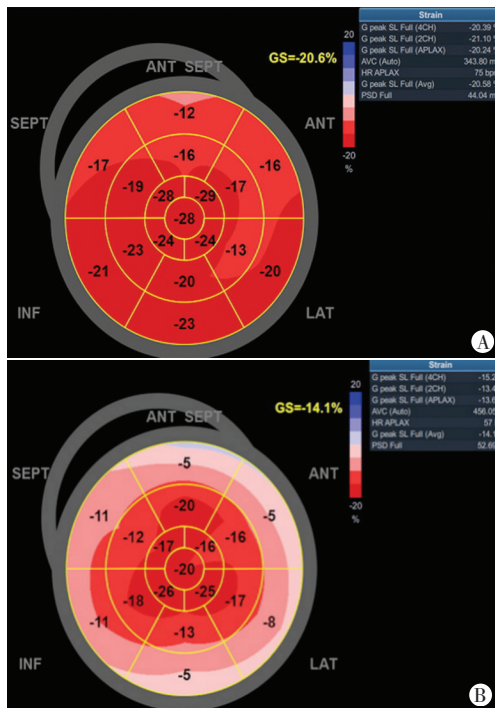 Strain
20
G peak SL Full (4CH) -20.39
GS=-20.6%
G peak SL Full (2CH) -21.10
ANT SEPT
G peak SL Full (APLAX) -20.24
AVC (Auto) 343.80 m
HR APLAX 75 bp
G peak SL Full (Avg) -20.58
PSD Full 44.04 m
SEPT
ANT
-12
-20
%
-17
-16
-16
-19
-17
-28
-29
-28
-24
-24
-23
-13
-21
-20
-20
-23
INF
LAT
A
Strain
20
G peak SL Full (4CH) -15.2
G peak SL Full (2CH) -13.4
GS=-14.1%
G peak SL Full (APLAX) -13.6
ANT SEPT
AVC (Auto) 456.05
HR APLAX 57
G peak SL Full (Avg) -14.1
PSD Full 52.69
SEPT
ANT
-5
-20
%
-11
-5
-20
-12
-16
-17
-16
-20
-26
-25
-18
-17
-11
-8
-13
-5
INF
LAT
B